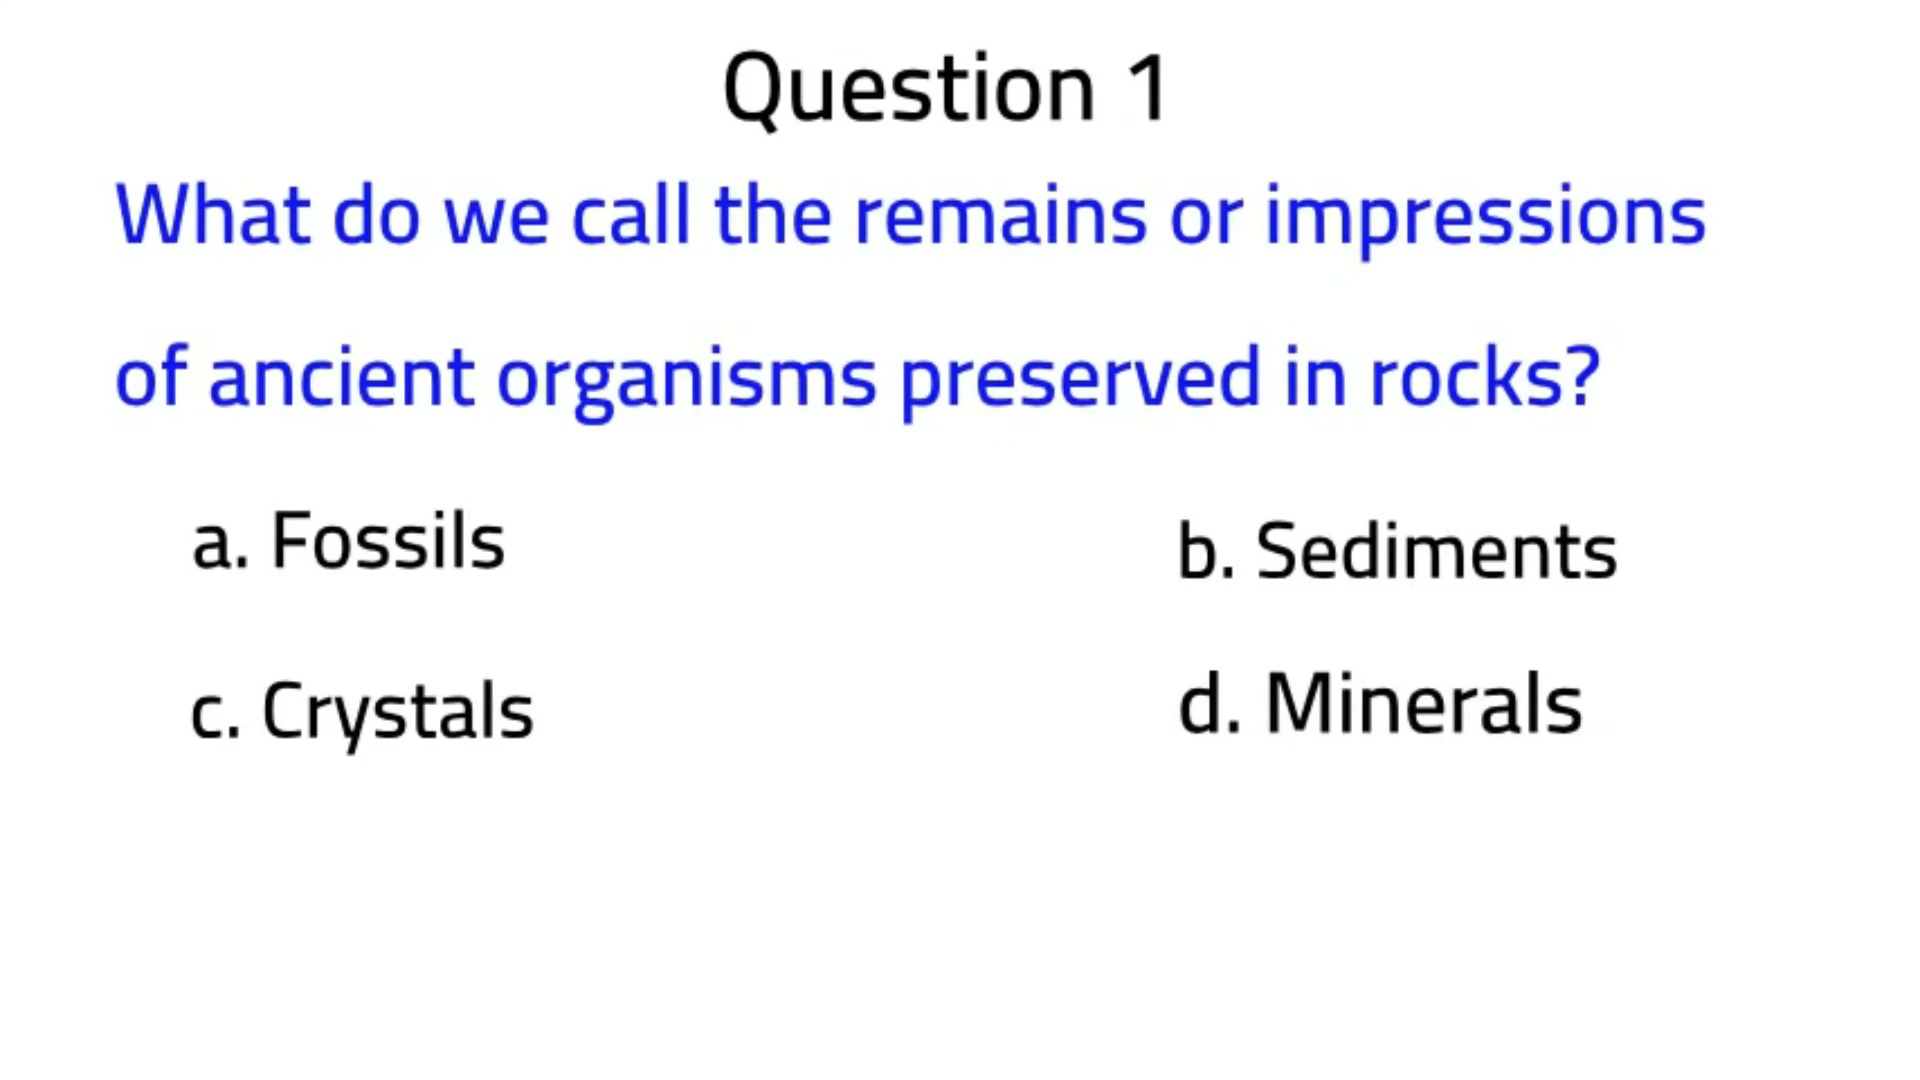 Question 1
What do we call the remains or impressions
of ancient organisms preserved in rocks?
a. Fossils
b. Sediments
c. Crystals
d. Minerals